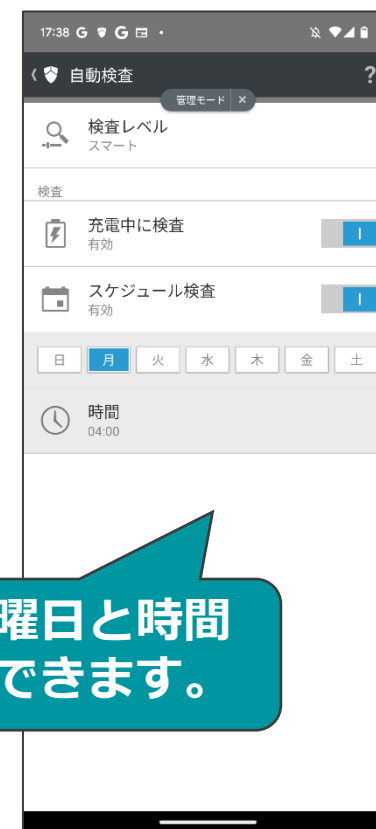 17:38 G G
自動検査 ?
管理モード ×
検査レベル
スマート
検査
充電中に検査
有効
スケジュール検査
有効
日 月 火 水 木 金 土
時間
04:00
曜日と時間
できます。